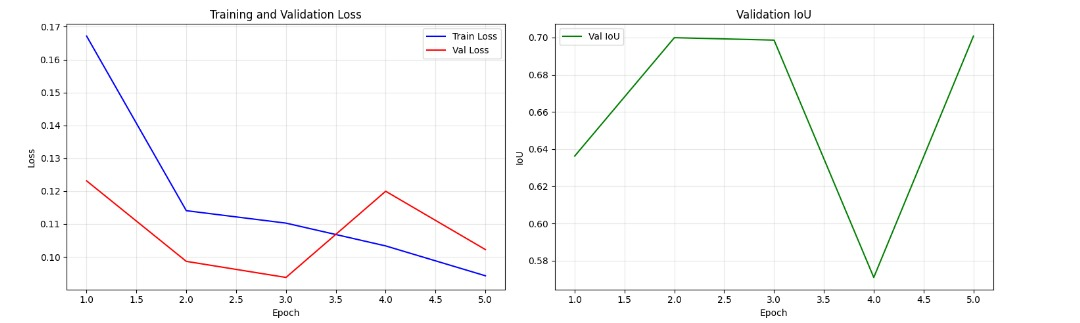 Training and Validation Loss
Train Loss
Val Loss
0.17
0.16
0.15
0.14
0.13
0.12
0.11
0.10
Loss
1.0 1.5 2.0 2.5 3.0 3.5 4.0 4.5 5.0
Epoch
Validation IoU
Val IoU
0.70
0.68
0.66
0.64
0.62
0.60
0.58
IoU
1.0 1.5 2.0 2.5 3.0 3.5 4.0 4.5 5.0
Epoch